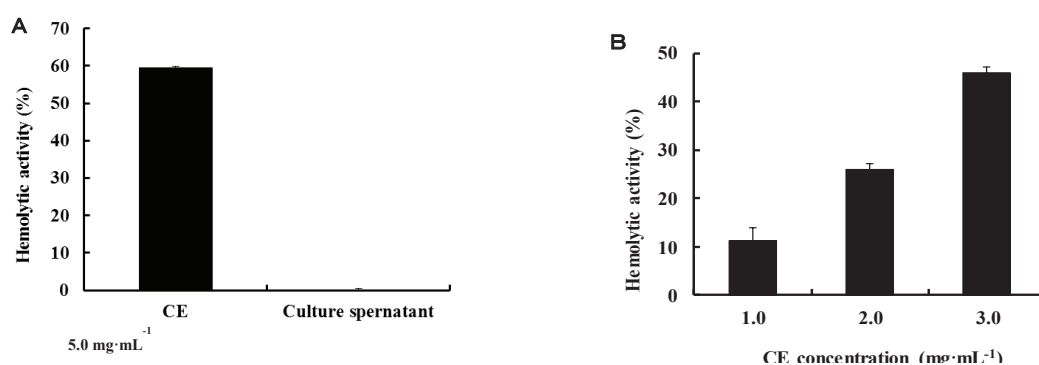 A
70
60
50
40
30
20
10
0
Hemolytic activity (%)
CE Culture spernatant
5.0 mg·mL⁻¹
B
50
40
30
20
10
0
Hemolytic activity (%)
1.0 2.0 3.0
CE concentration (mg·mL⁻¹)